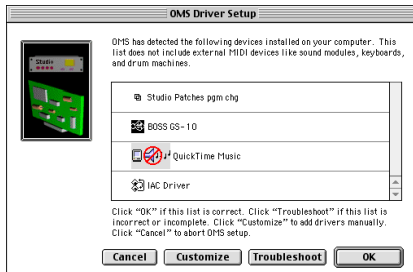 OMS Driver Setup
Studio
OMS has detected the following devices installed on your computer. This
list does not include external MIDI devices like sound modules, keyboards,
and drum machines.
Studio Patches pgm chg
BOSS GS-10
QuickTime Music
IAC Driver
Click “OK” if this list is correct. Click “Troubleshoot” if this list is
incorrect or incomplete. Click “Customize” to add drivers manually.
Click “Cancel” to abort OMS setup.
Cancel
Customize
Troubleshoot
OK